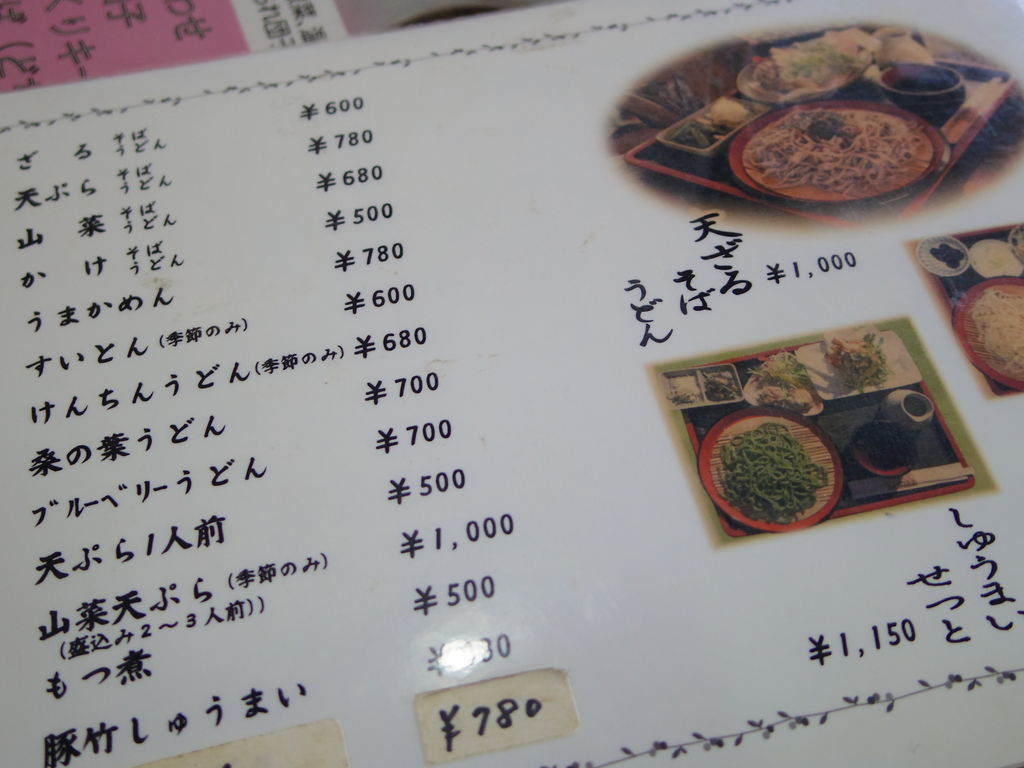 ざる そば うどん ¥600
天ぷら そば うどん ¥780
山菜 そば うどん ¥680
かけ そば うどん ¥500
うまかめん ¥780
すいとん(季節のみ) ¥600
けんちんうどん(季節のみ) ¥680
桑の葉うどん ¥700
ブルーベリーうどん ¥700
天ぷら1人前 ¥500
山菜天ぷら(季節のみ) ¥1,000
(盛込み2~3人前))
もつ煮 ¥500
豚竹しゅうまい
¥780
天ざる
そば
うどん
¥1,000
しゅうまい
せっと
¥1,150